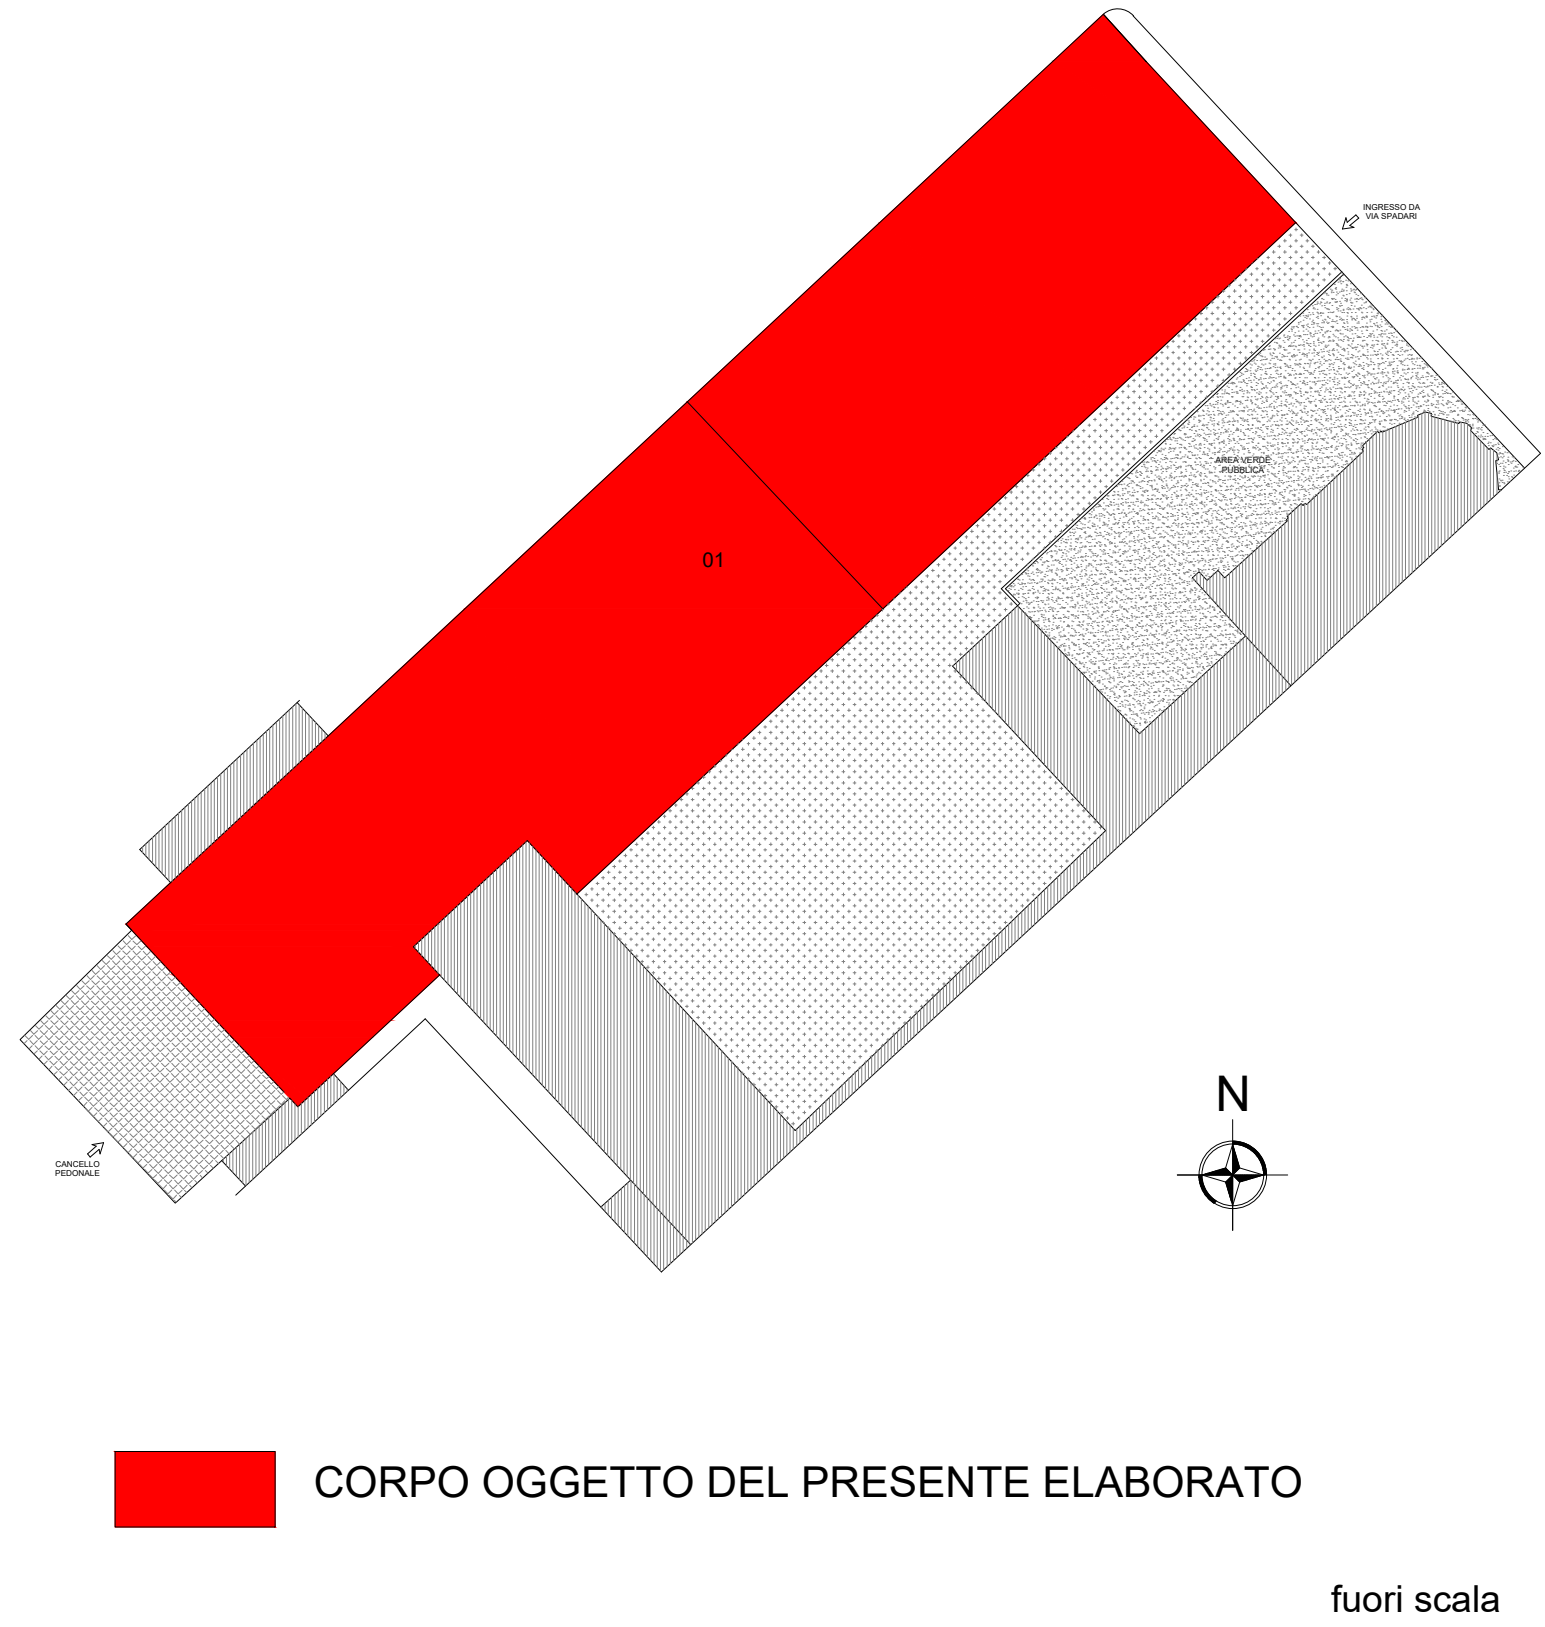 INGRESSO DA
VIA SPADARI
AREA VERDE
PUBBLICA
01
N
CANCELLO
PEDONALE
CORPO OGGETTO DEL PRESENTE ELABORATO
fuori scala